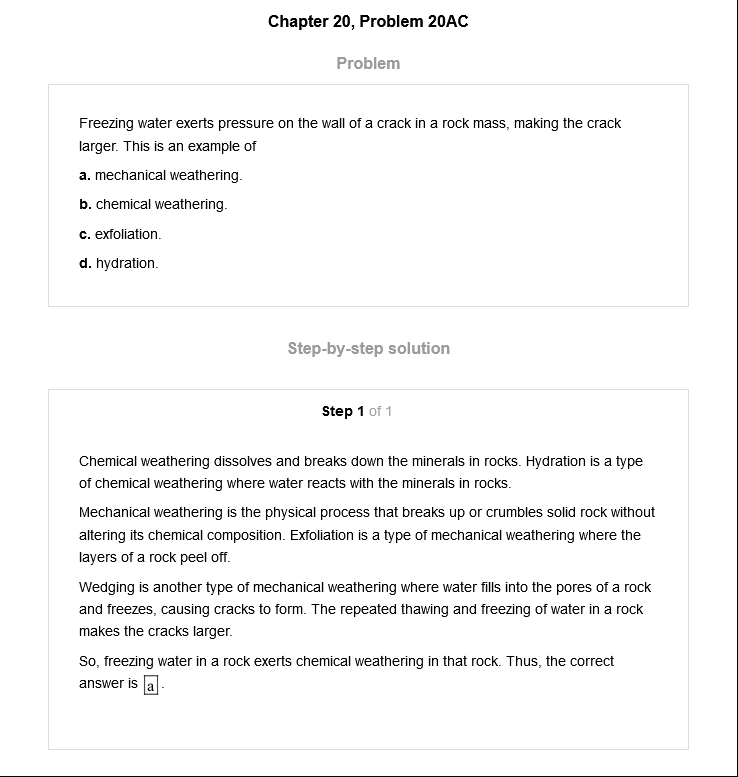 Chapter 20, Problem 20AC
Problem
Freezing water exerts pressure on the wall of a crack in a rock mass, making the crack
larger. This is an example of
a. mechanical weathering.
b. chemical weathering.
c. exfoliation.
d. hydration.
Step-by-step solution
Step 1 of 1
Chemical weathering dissolves and breaks down the minerals in rocks. Hydration is a type
of chemical weathering where water reacts with the minerals in rocks.
Mechanical weathering is the physical process that breaks up or crumbles solid rock without
altering its chemical composition. Exfoliation is a type of mechanical weathering where the
layers of a rock peel off.
Wedging is another type of mechanical weathering where water fills into the pores of a rock
and freezes, causing cracks to form. The repeated thawing and freezing of water in a rock
makes the cracks larger.
So, freezing water in a rock exerts chemical weathering in that rock. Thus, the correct
answer is a.